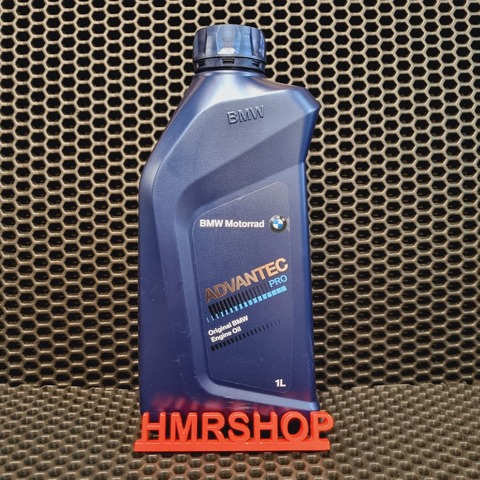 BMW
BMW Motorrad
ADVANTEC
PRO
Original BMW
Engine Oil
1L
HMRSHOP